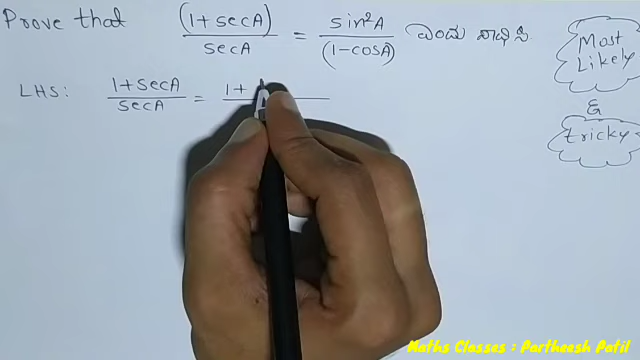 Prove that (1+secA)/secA = sin²A/(1-cosA) ಎಂದು ಸಾಧಿಸಿ
LHS: 1+secA/secA = 1+
Most Likely
&
tricky
Maths Classes : Partheesh Patil